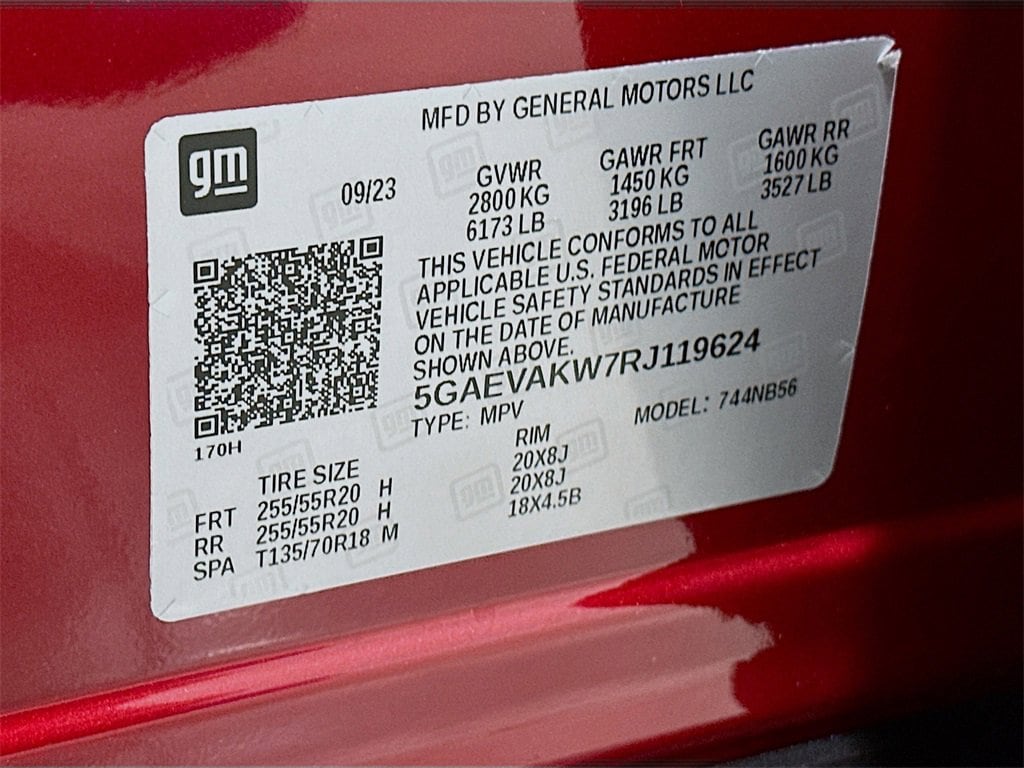 MFD BY GENERAL MOTORS LLC
gm
09/23
GVWR GAWR FRT GAWR RR
2800 KG 1450 KG 1600 KG
6173 LB 3196 LB 3527 LB
THIS VEHICLE CONFORMS TO ALL
APPLICABLE U.S. FEDERAL MOTOR
VEHICLE SAFETY STANDARDS IN EFFECT
ON THE DATE OF MANUFACTURE
SHOWN ABOVE.
5GAEVAKW7RJ119624
TYPE: MPV MODEL: 744NB56
170H
TIRE SIZE RIM
FRT 255/55R20 H 20X8J
RR 255/55R20 H 20X8J
SPA T135/70R18 M 18X4.5B